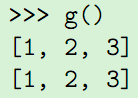 >>> g()
[1, 2, 3]
[1, 2, 3]